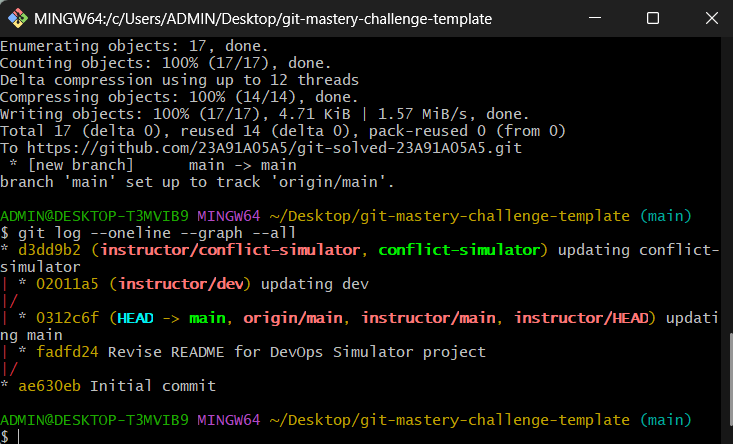 MINGW64:/c/Users/ADMIN/Desktop/git-mastery-challenge-template
Enumerating objects: 17, done.
Counting objects: 100% (17/17), done.
Delta compression using up to 12 threads
Compressing objects: 100% (14/14), done.
Writing objects: 100% (17/17), 4.71 KiB | 1.57 MiB/s, done.
Total 17 (delta 0), reused 14 (delta 0), pack-reused 0 (from 0)
To https://github.com/23A91A05A5/git-solved-23A91A05A5.git
 * [new branch]      main -> main
branch 'main' set up to track 'origin/main'.
ADMIN@DESKTOP-T3MVIB9 MINGW64 ~/Desktop/git-mastery-challenge-template (main)
$ git log --oneline --graph --all
* d3dd9b2 (instructor/conflict-simulator, conflict-simulator) updating conflict-
simulator
| * 02011a5 (instructor/dev) updating dev
|/
| * 0312c6f (HEAD -> main, origin/main, instructor/main, instructor/HEAD) updati
ng main
| * fadfd24 Revise README for DevOps Simulator project
|/
* ae630eb Initial commit
ADMIN@DESKTOP-T3MVIB9 MINGW64 ~/Desktop/git-mastery-challenge-template (main)
$